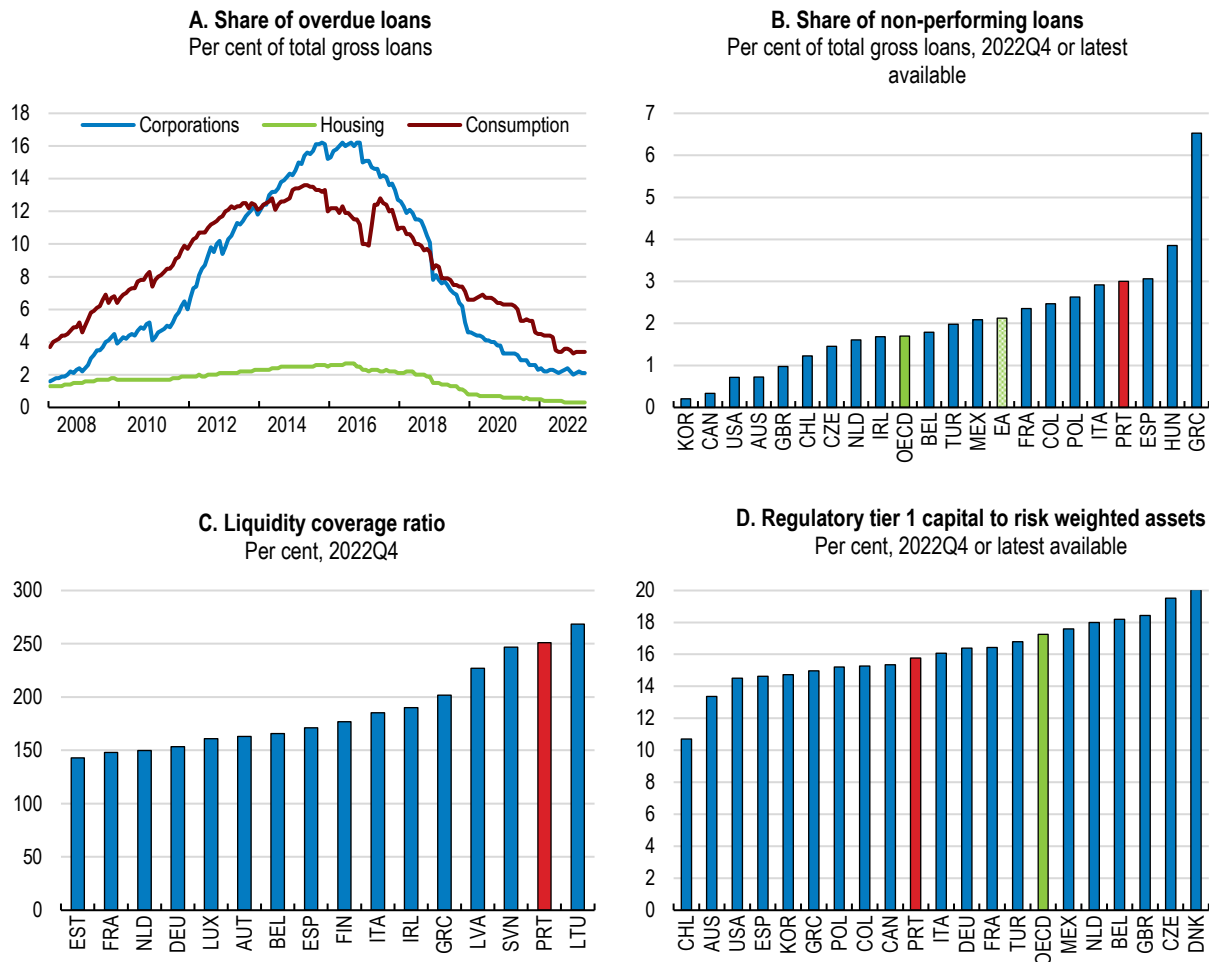 A. Share of overdue loans
Per cent of total gross loans
18
16
14
12
10
8
6
4
2
0
Corporations
Housing
Consumption
2008
2010
2012
2014
2016
2018
2020
2022
B. Share of non-performing loans
Per cent of total gross loans, 2022Q4 or latest
available
7
6
5
4
3
2
1
0
KOR
CAN
USA
AUS
GBR
CHL
CZE
NLD
IRL
OECD
BEL
TUR
MEX
EA
FRA
COL
POL
ITA
PRT
ESP
HUN
GRC
C. Liquidity coverage ratio
Per cent, 2022Q4
300
250
200
150
100
50
0
EST
FRA
NLD
DEU
LUX
AUT
BEL
ESP
FIN
ITA
IRL
GRC
LVA
SVN
PRT
LTU
D. Regulatory tier 1 capital to risk weighted assets
Per cent, 2022Q4 or latest available
20
18
16
14
12
10
8
6
4
2
0
CHL
AUS
USA
ESP
KOR
GRC
POL
COL
CAN
PRT
ITA
DEU
FRA
TUR
OECD
MEX
NLD
BEL
GBR
CZE
DNK